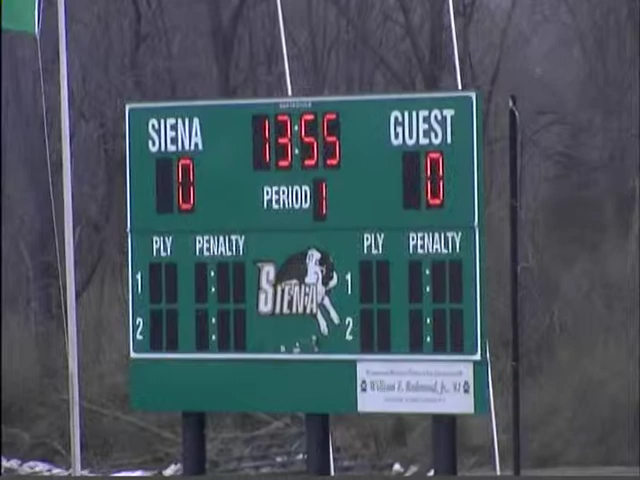 SIENA
GUEST
13:55
0
0
PERIOD 1
PLY PENALTY
PLY PENALTY
1
1
2
2
SIENA